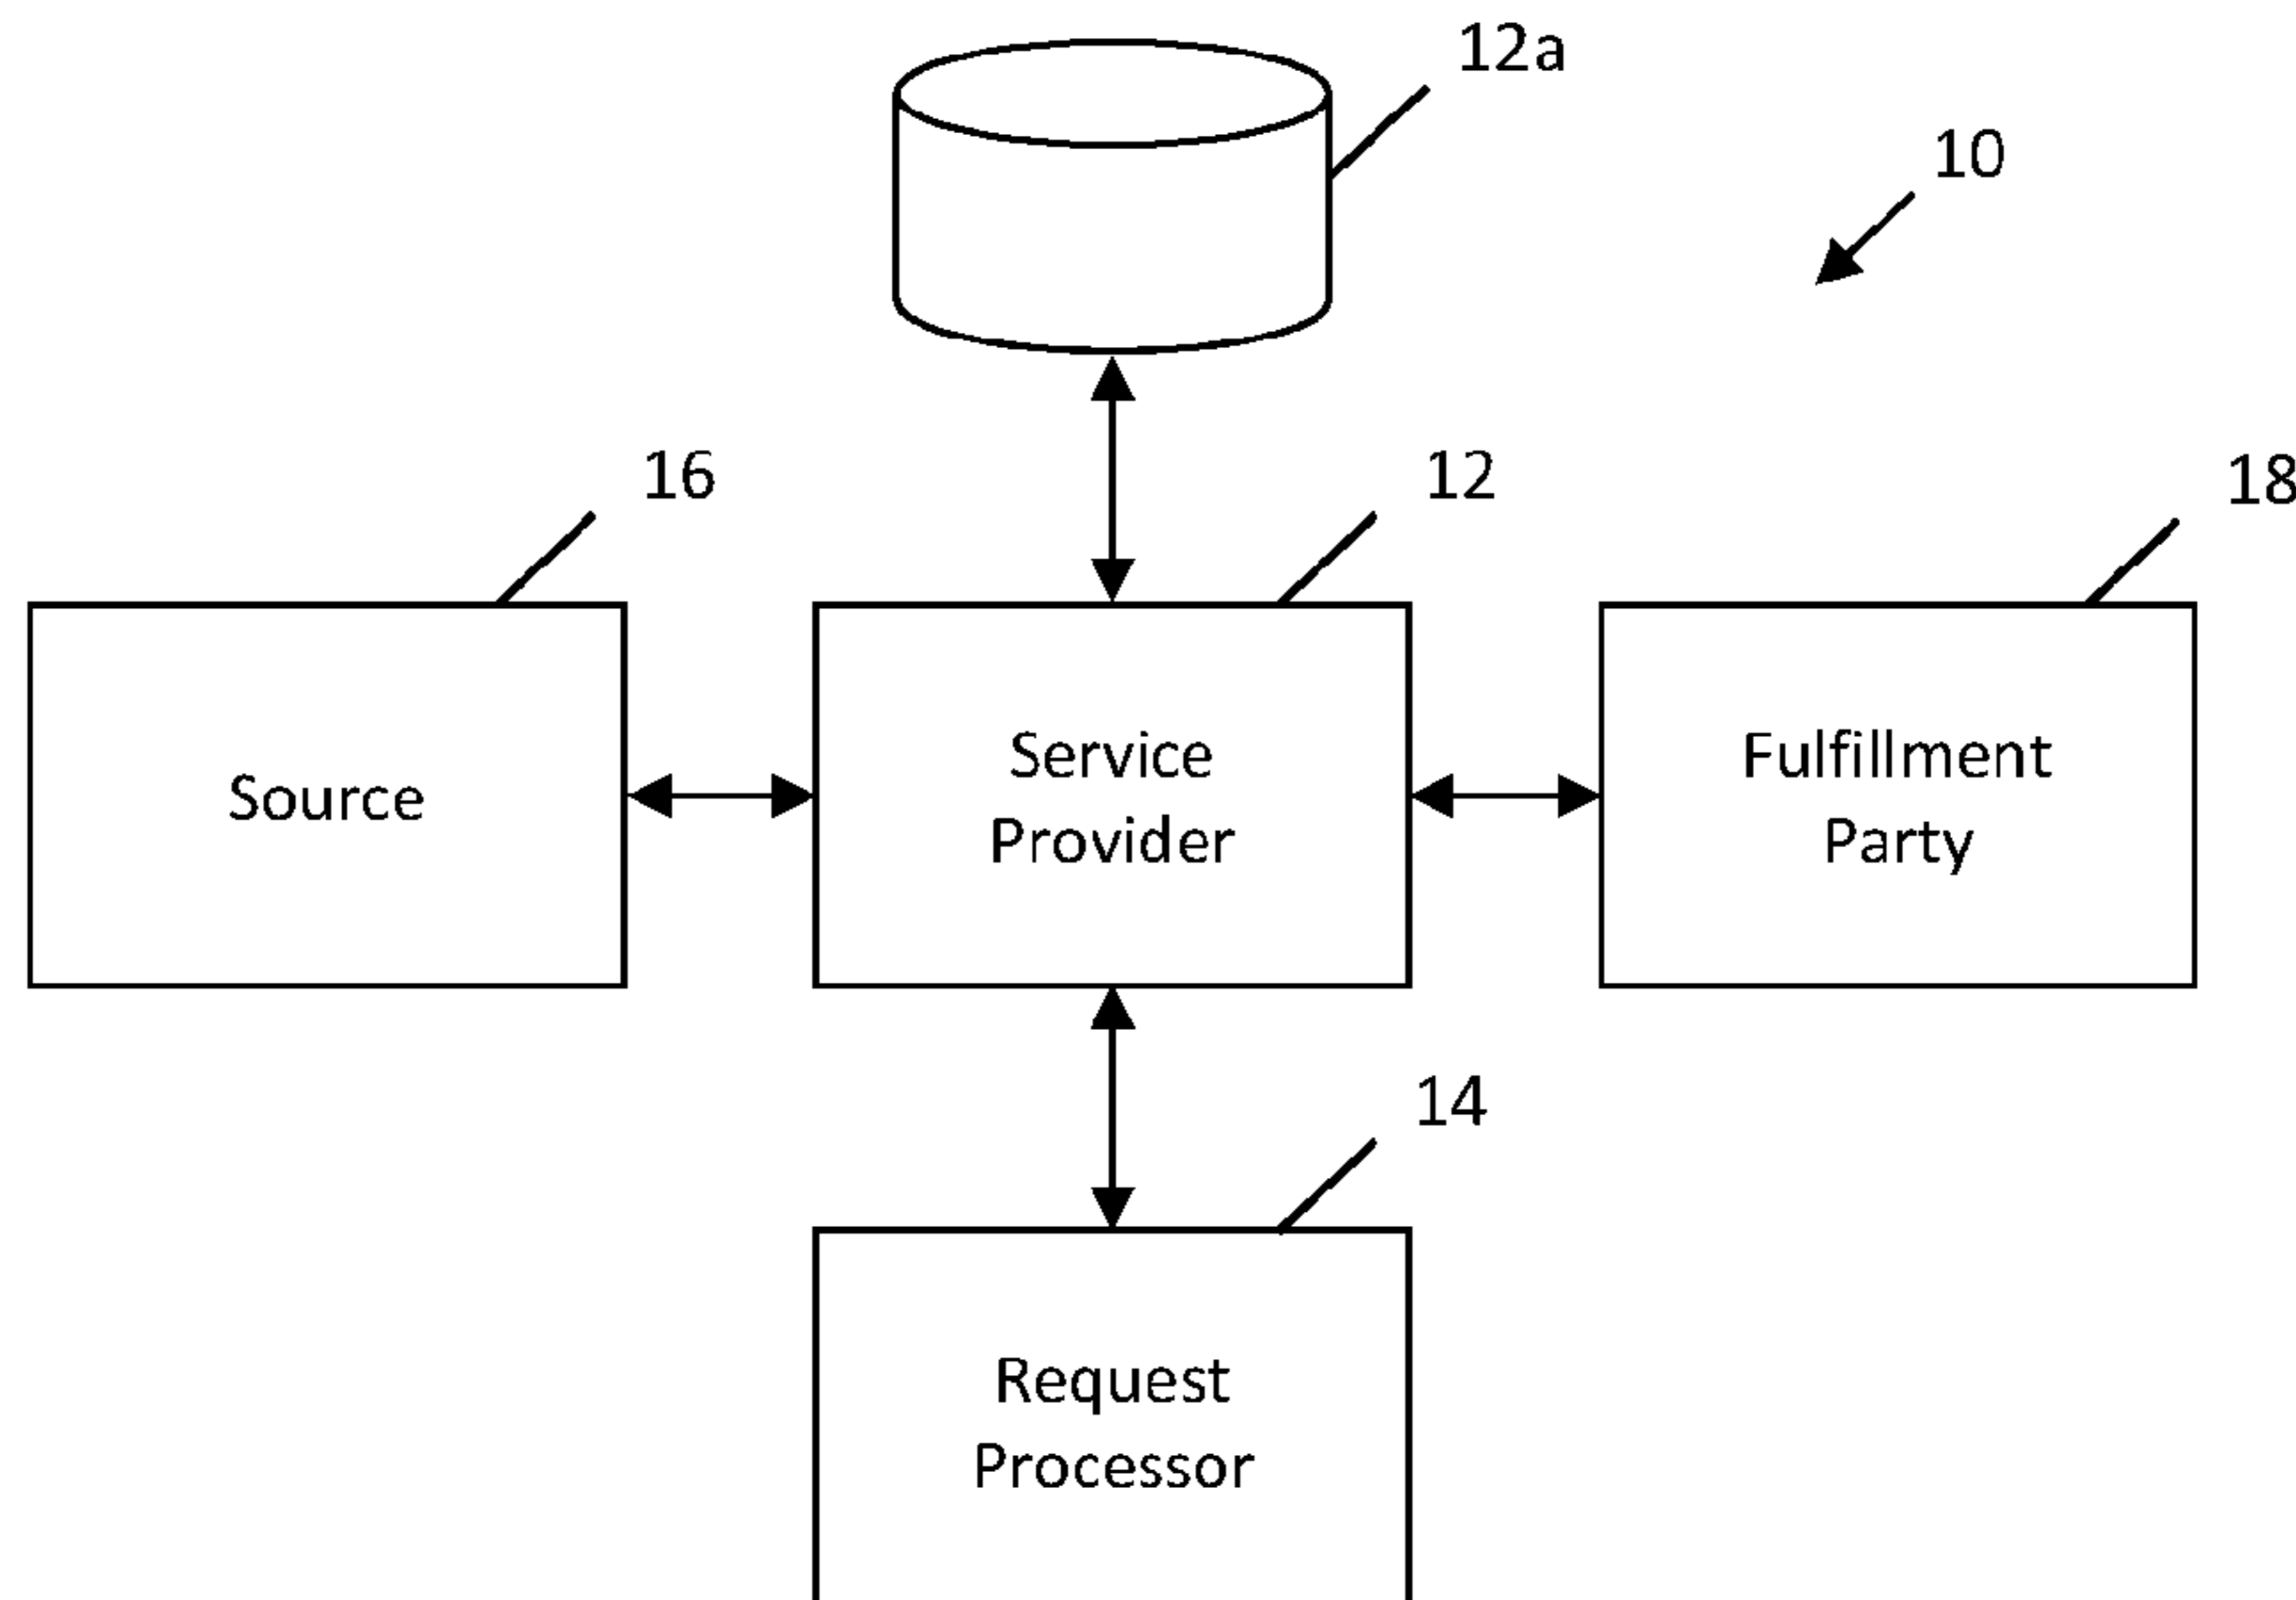 12a
10
16
12
18
Source
Service
Provider
Fulfillment
Party
14
Request
Processor